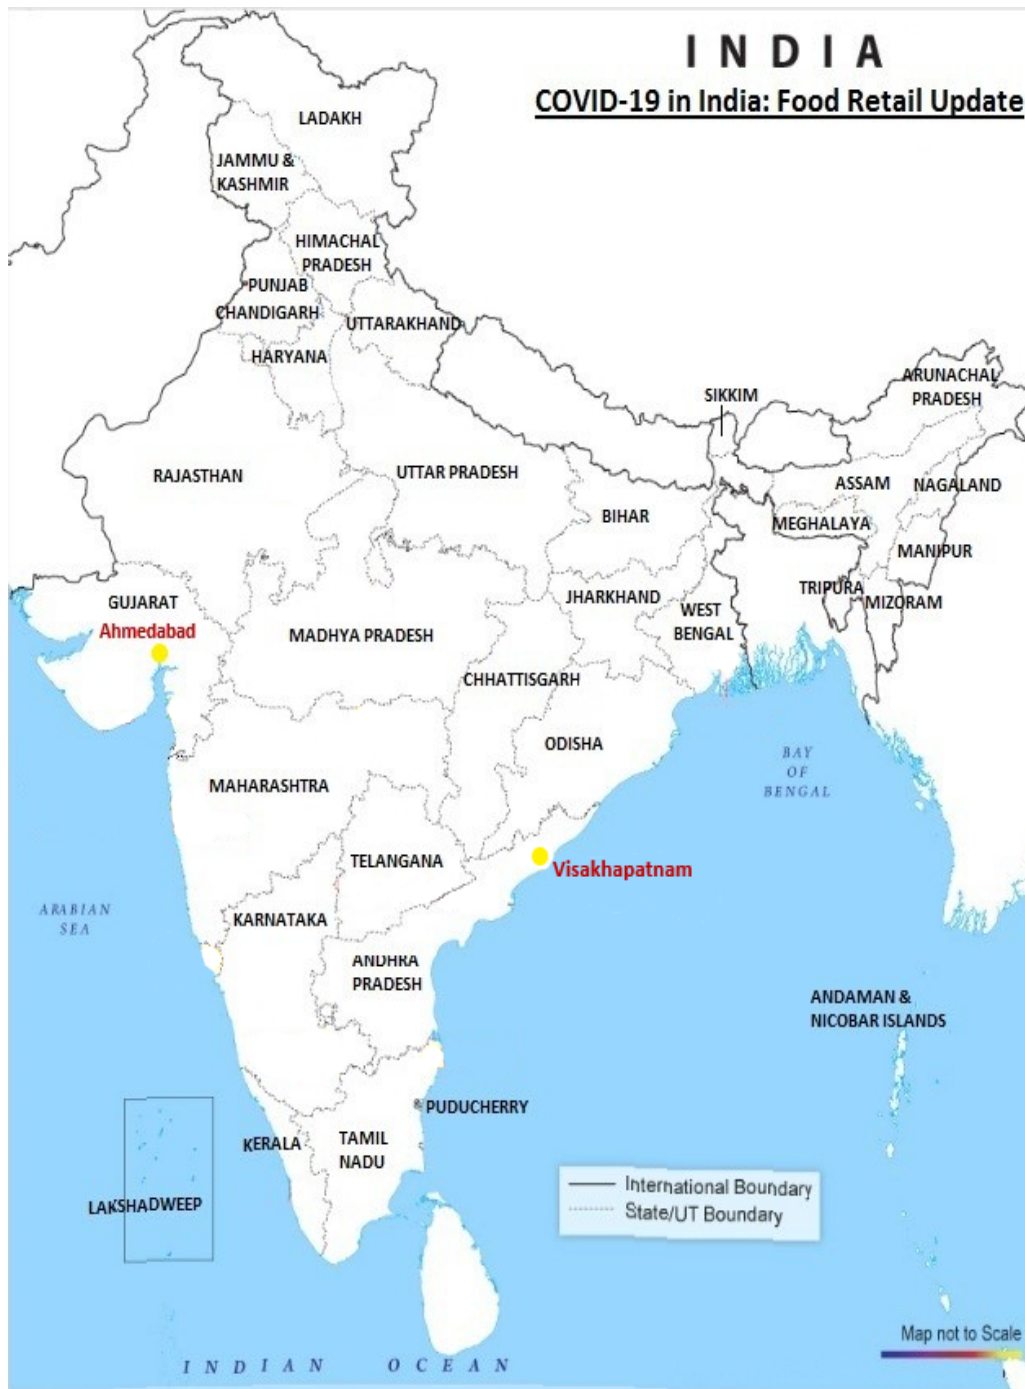 INDIA
COVID-19 in India: Food Retail Update
LADAKH
JAMMU &
KASHMIR
HIMACHAL
PRADESH
PUNJAB
CHANDIGARH
UTTARAKHAND
HARYANA
SIKKIM
ARUNACHAL
PRADESH
RAJASTHAN
UTTAR PRADESH
ASSAM
NAGALAND
BIHAR
MEGHALAYA
MANIPUR
GUJARAT
JHARKHAND
TRIPURA
MIZORAM
Ahmedabad
MADHYA PRADESH
WEST
BENGAL
CHHATTISGARH
ODISHA
BAY
OF
BENGAL
MAHARASHTRA
TELANGANA
Visakhapatnam
ARABIAN
SEA
KARNATAKA
ANDHRA
PRADESH
ANDAMAN &
NICOBAR ISLANDS
PUDUCHERRY
KERALA
TAMIL
NADU
LAKSHADWEEP
International Boundary
State/UT Boundary
Map not to Scale
INDIAN OCEAN